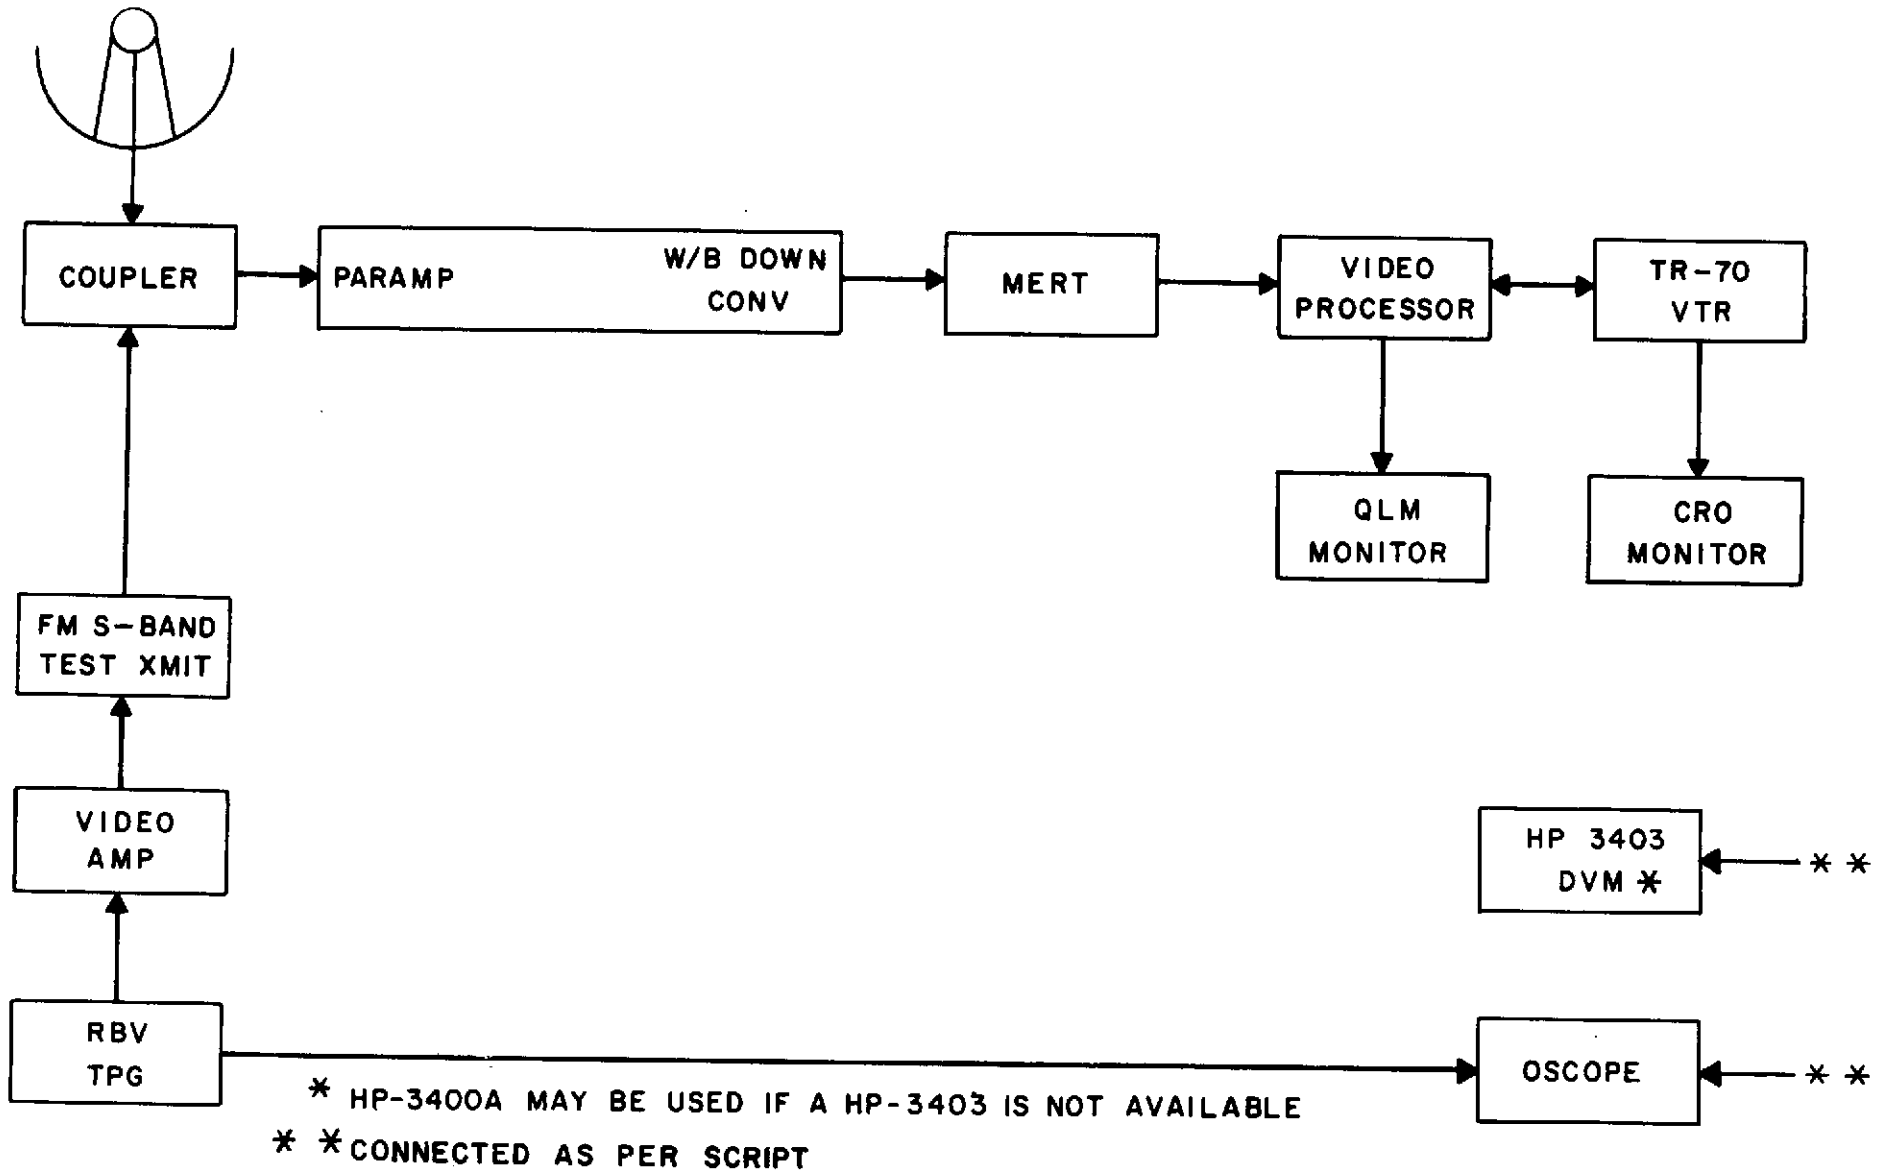 COUPLER
PARAMP
W/B DOWN
CONV
MERT
VIDEO
PROCESSOR
TR-70
VTR
QLM
MONITOR
CRO
MONITOR
FM S-BAND
TEST XMIT
VIDEO
AMP
HP 3403
DVM *
* *
RBV
TPG
OSCOPE
* *
* HP-3400A MAY BE USED IF A HP-3403 IS NOT AVAILABLE
* * CONNECTED AS PER SCRIPT